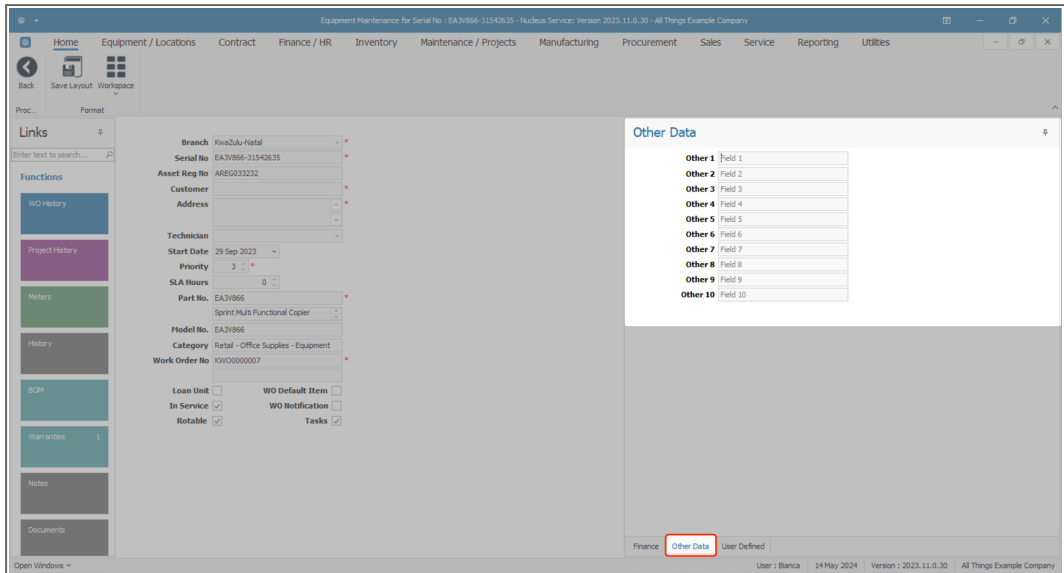 Equipment Maintenance for Serial No : EA3V866-31542635 - Nucleus Service: Version 2023.11.0.30 - All Things Example Company
Home Equipment / Locations Contract Finance / HR Inventory Maintenance / Projects Manufacturing Procurement Sales Service Reporting Utilities
Back Save Layout Workspace
Proc... Format
Links
Enter text to search...
Functions
WO History
Project History
Meters
History
BOM
Warranties 1
Notes
Documents
Branch KwaZulu-Natal *
Serial No EA3V866-31542635 *
Asset Reg No AREG033232
Customer *
Address *
Technician
Start Date 29 Sep 2023
Priority 3 *
SLA Hours 0
Part No. EA3V866 *
Sprint Multi Functional Copier
Model No. EA3V866
Category Retail - Office Supplies - Equipment
Work Order No KWO0000007 *
Loan Unit WO Default Item
In Service WO Notification
Rotable Tasks
Other Data
Other 1 Field 1
Other 2 Field 2
Other 3 Field 3
Other 4 Field 4
Other 5 Field 5
Other 6 Field 6
Other 7 Field 7
Other 8 Field 8
Other 9 Field 9
Other 10 Field 10
Finance Other Data User Defined
Open Windows User : Bianca 14 May 2024 Version : 2023.11.0.30 All Things Example Company